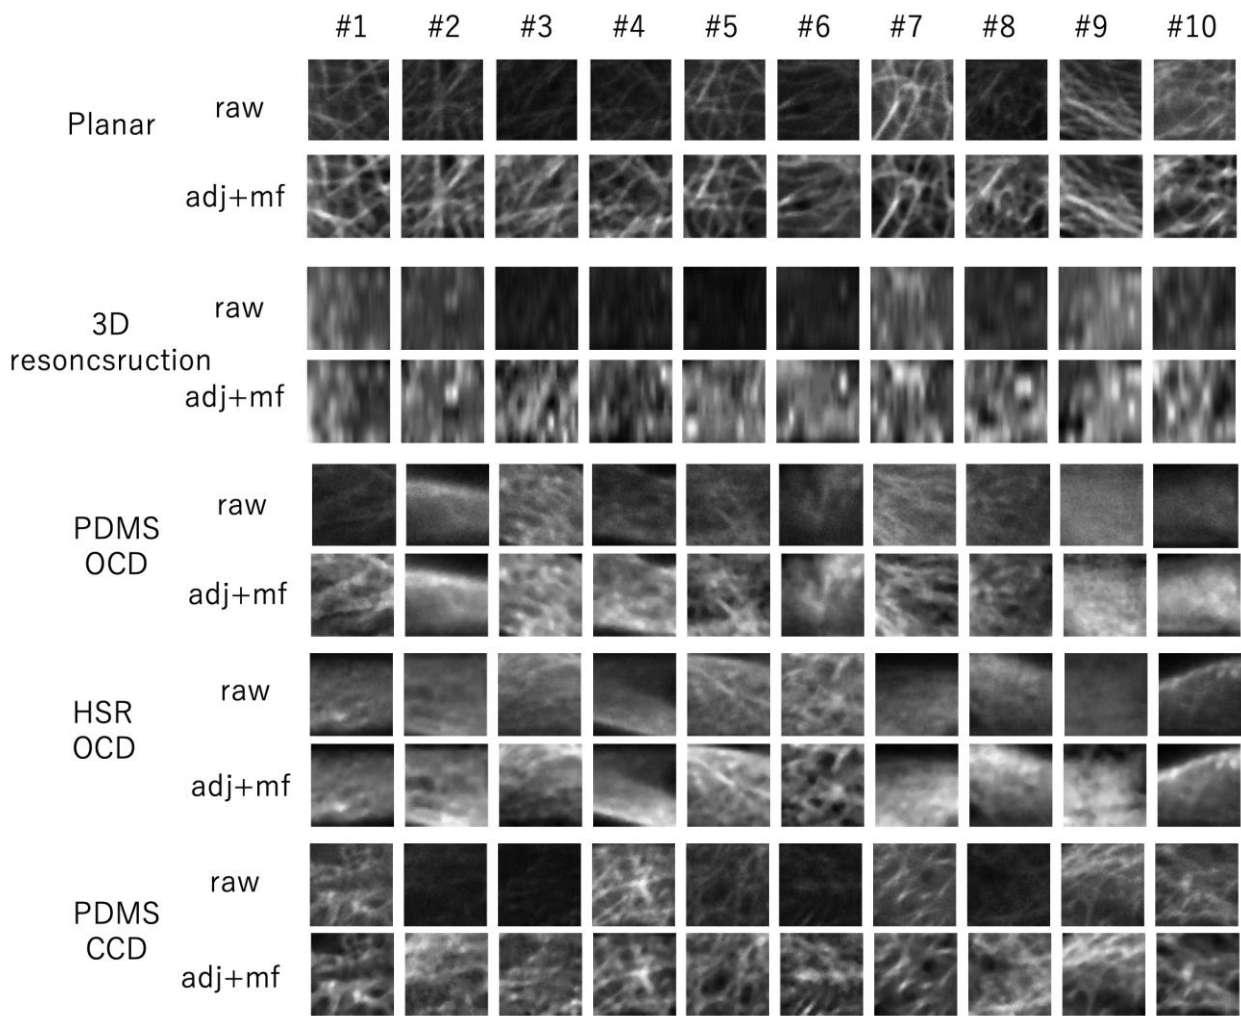 #1 #2 #3 #4 #5 #6 #7 #8 #9 #10
Planar
raw
adj+mf
3D
resoncsruction
raw
adj+mf
PDMS
OCD
raw
adj+mf
HSR
OCD
raw
adj+mf
PDMS
CCD
raw
adj+mf